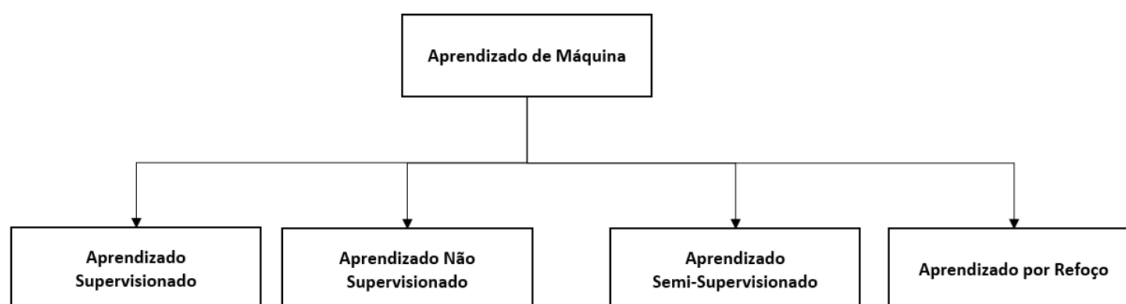 Aprendizado de Máquina
Aprendizado
Supervisionado
Aprendizado Não
Supervisionado
Aprendizado
Semi-Supervisionado
Aprendizado por Refoço